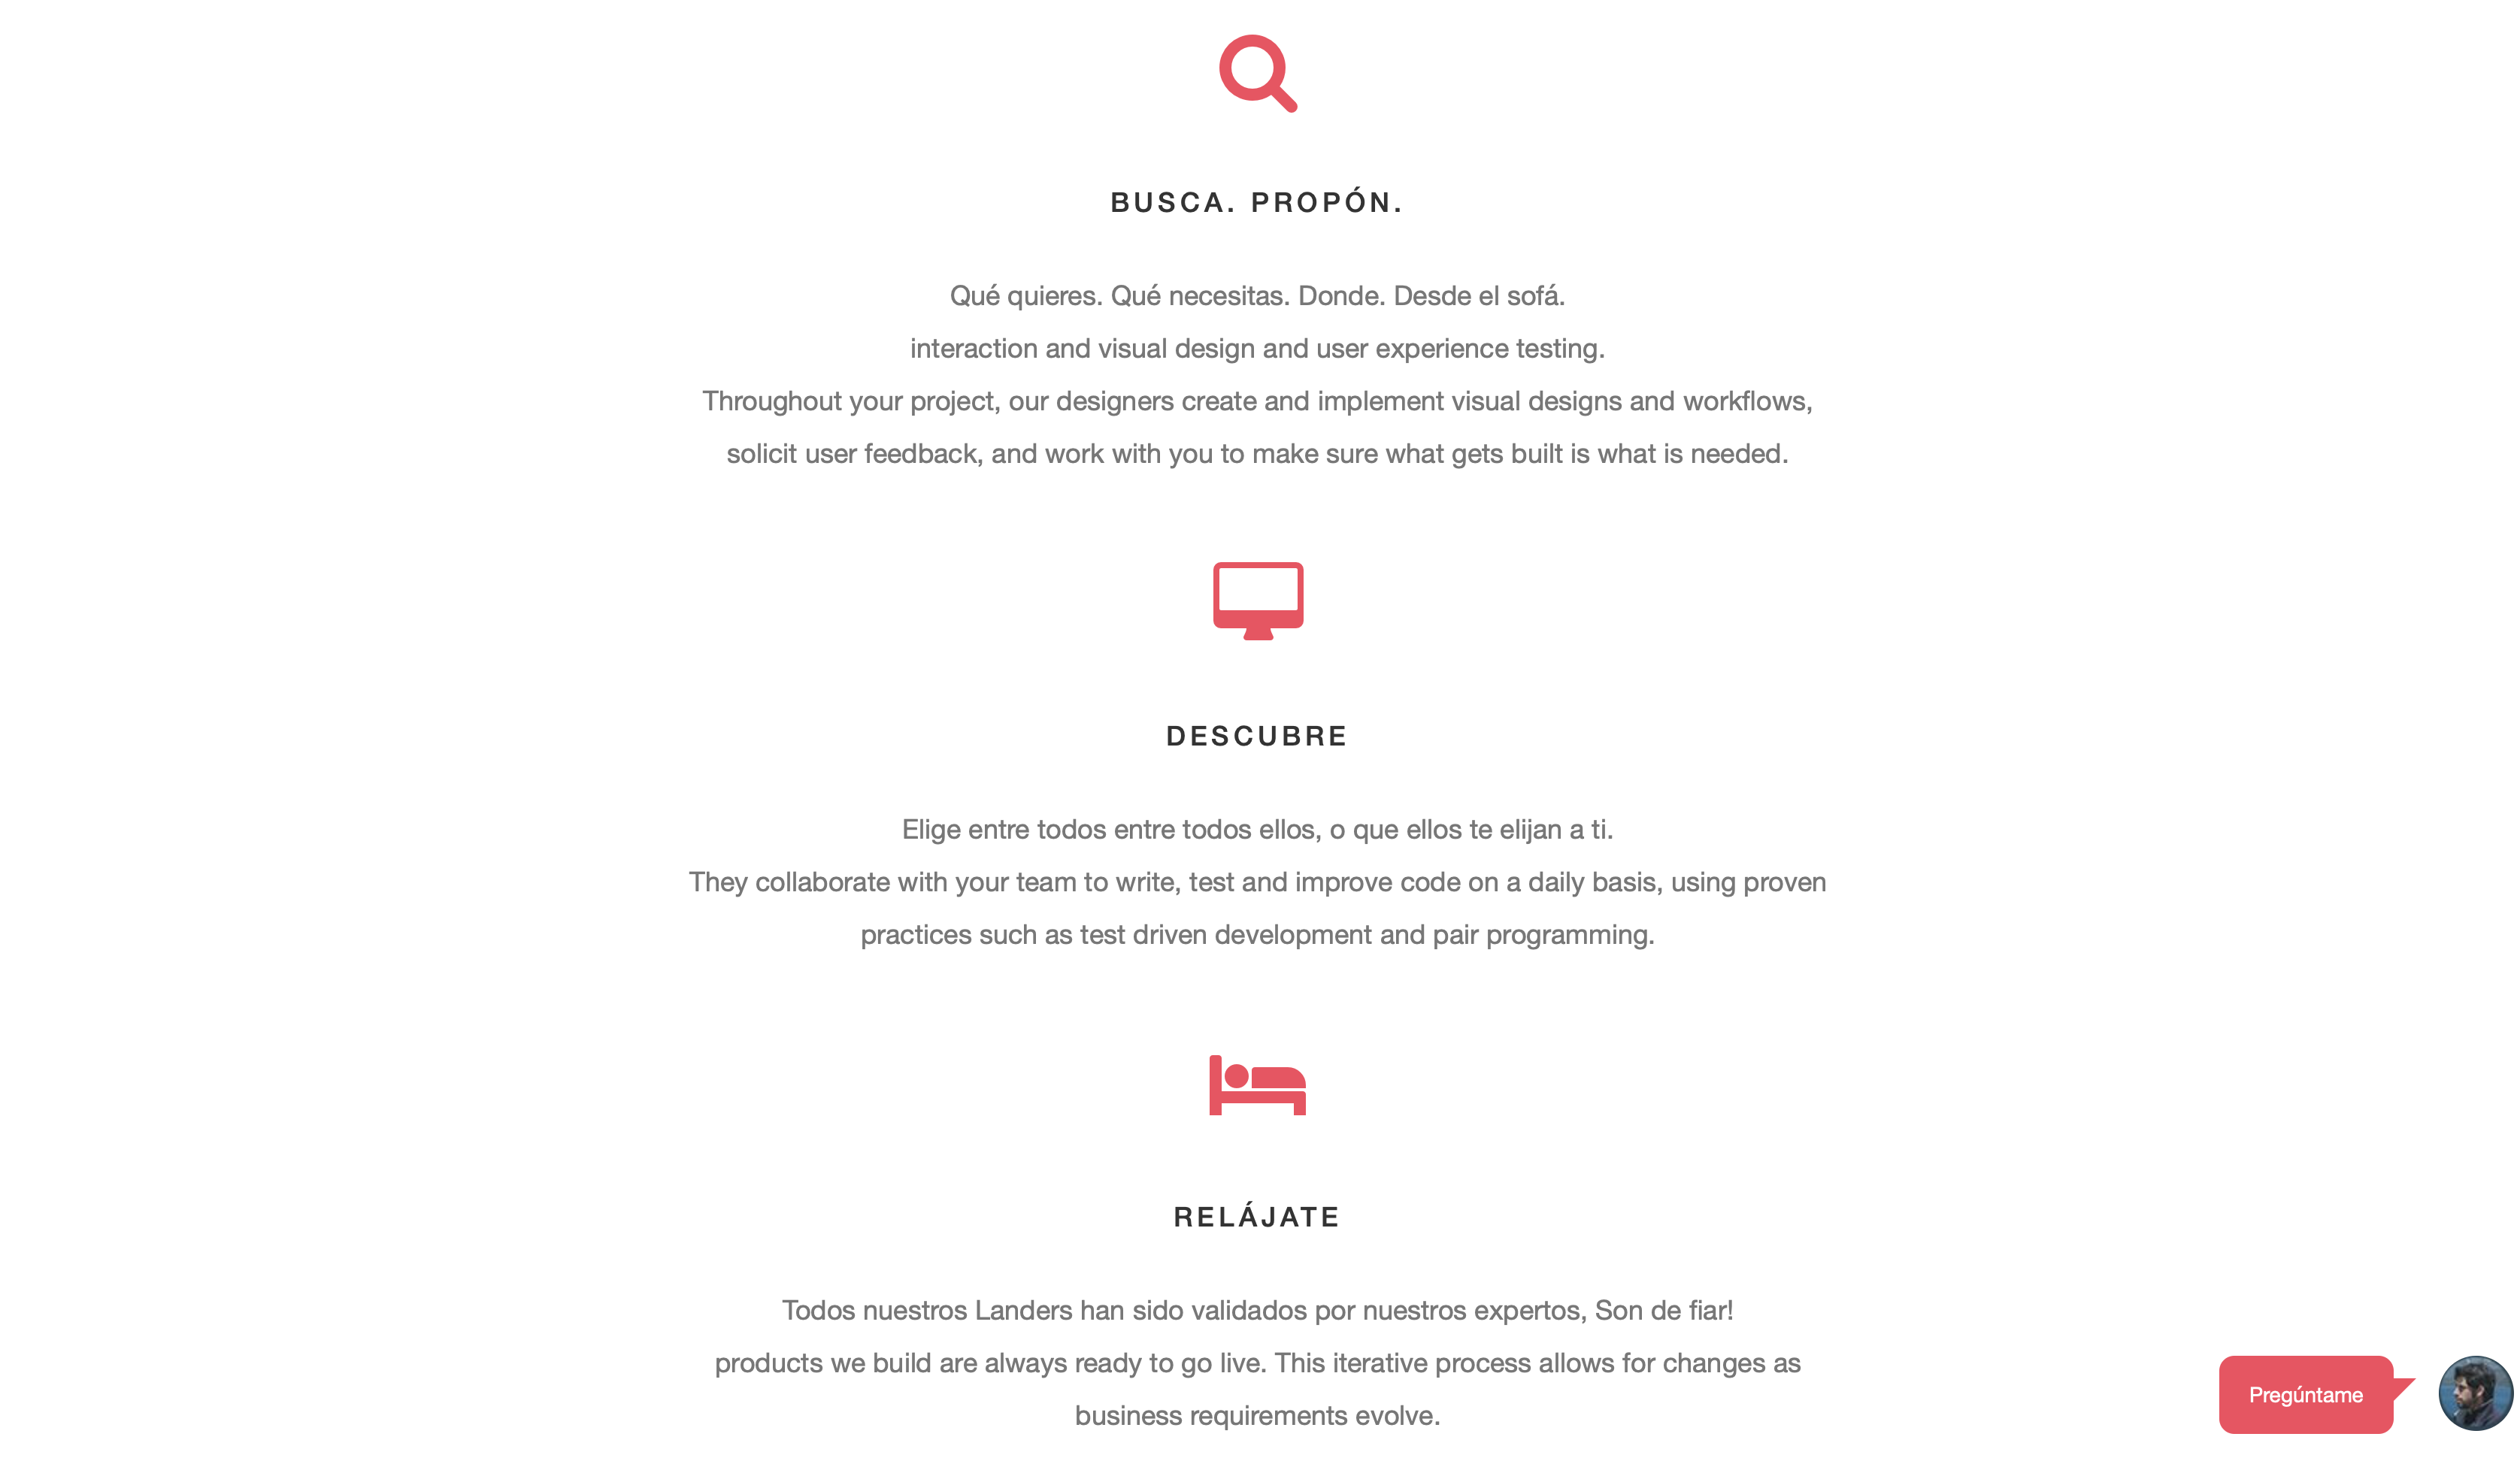 BUSCA. PROPÓN.
Qué quieres. Qué necesitas. Donde. Desde el sofá.
interaction and visual design and user experience testing.
Throughout your project, our designers create and implement visual designs and workflows,
solicit user feedback, and work with you to make sure what gets built is what is needed.
DESCUBRE
Elige entre todos entre todos ellos, o que ellos te elijan a ti.
They collaborate with your team to write, test and improve code on a daily basis, using proven
practices such as test driven development and pair programming.
RELÁJATE
Todos nuestros Landers han sido validados por nuestros expertos, Son de fiar!
products we build are always ready to go live. This iterative process allows for changes as
business requirements evolve.
Pregúntame